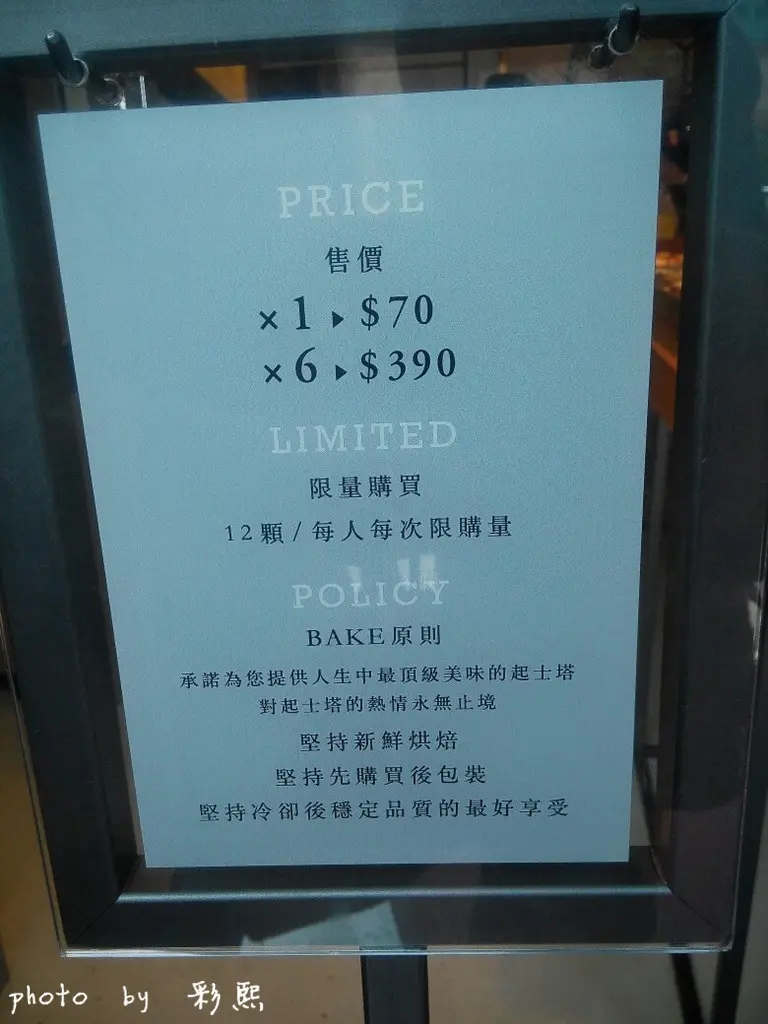 PRICE
售價
×1▸$70
×6▸$390
LIMITED
限量購買
12顆/每人每次限購量
POLICY
BAKE原則
承諾為您提供人生中最頂級美味的起士塔
對起士塔的熱情永無止境
堅持新鮮烘焙
堅持先購買後包裝
堅持冷卻後穩定品質的最好享受
photo by 彩熙